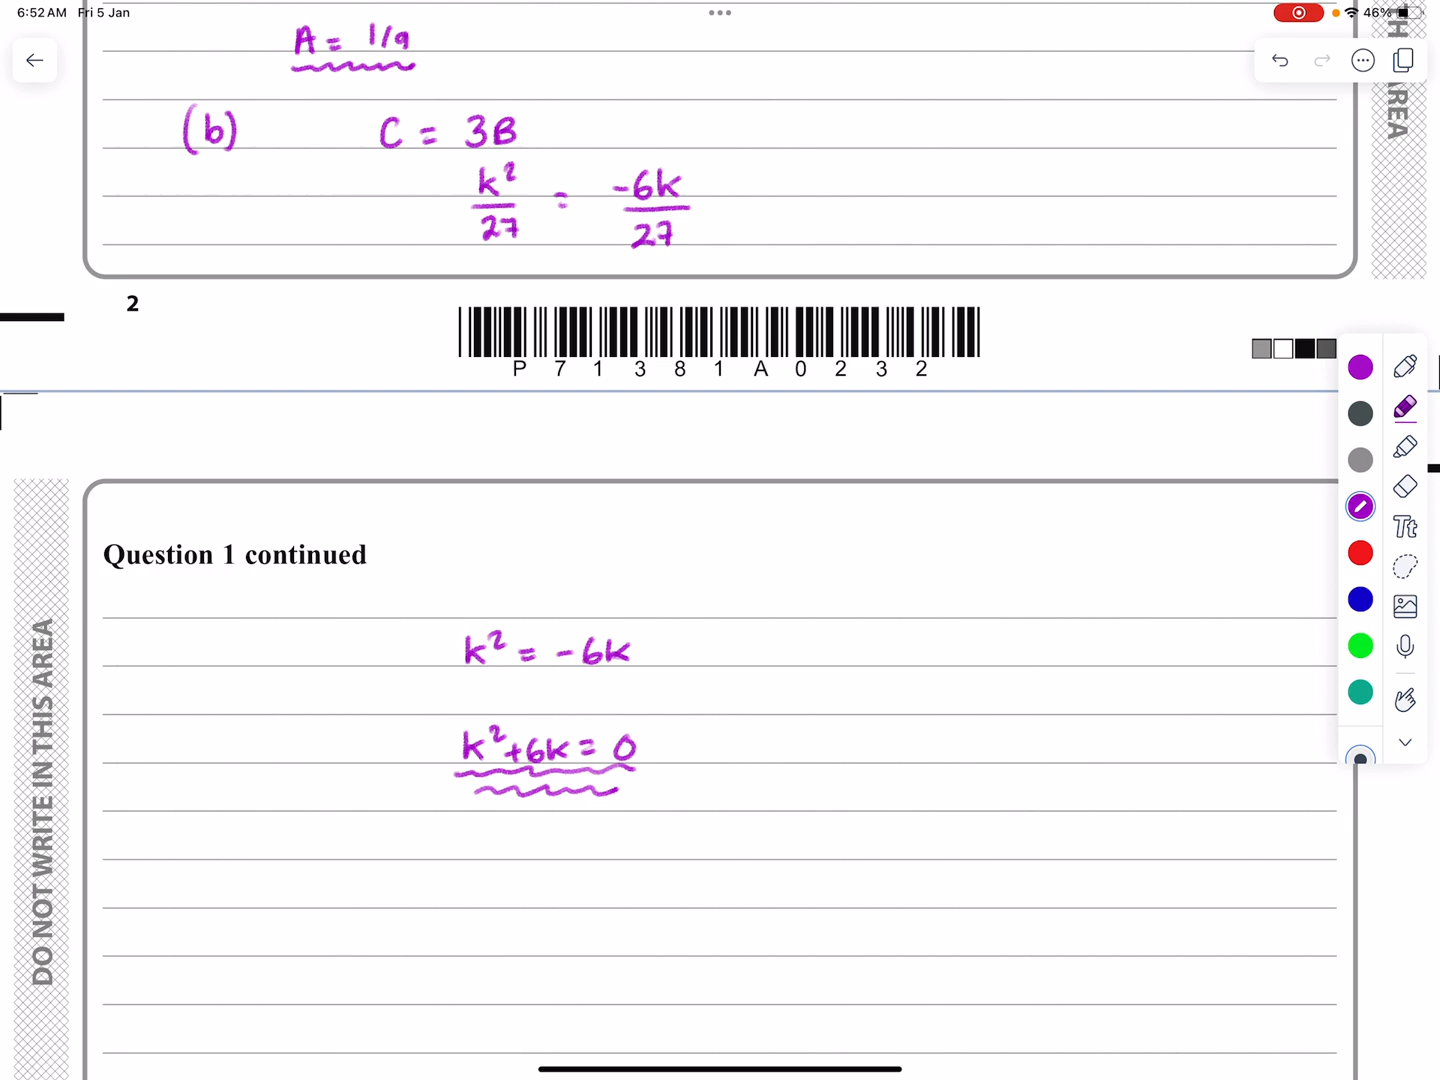 6:52 AM Fri 5 Jan
46%
A = 1/9
AREA
(b) C = 3B
k²/27 = -6k/27
2
P 7 1 3 8 1 A 0 2 3 2
Tt
Question 1 continued
k² = -6k
k²+6k = 0
DO NOT WRITE IN THIS AREA